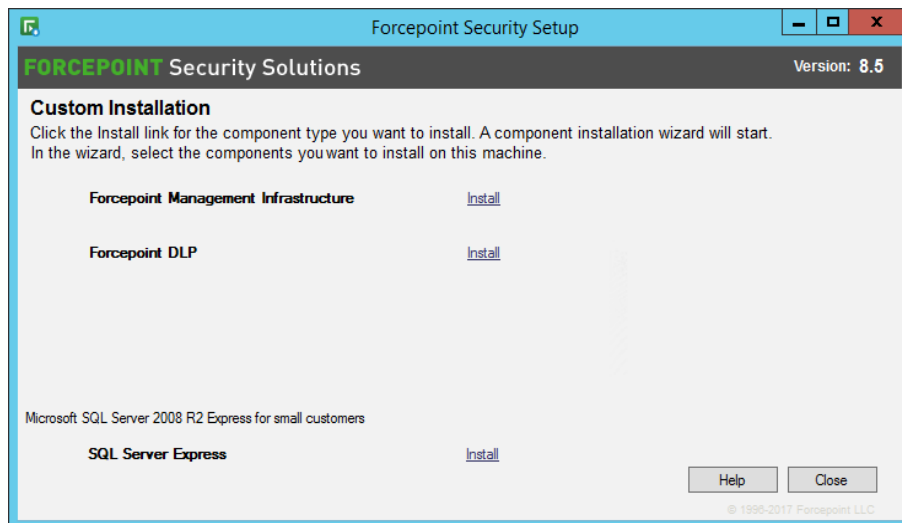 Forcepoint Security Setup
FORCEPOINT Security Solutions
Version: 8.5
Custom Installation
Click the Install link for the component type you want to install. A component installation wizard will start.
In the wizard, select the components you want to install on this machine.
Forcepoint Management Infrastructure Install
Forcepoint DLP Install
Microsoft SQL Server 2008 R2 Express for small customers
SQL Server Express Install
Help Close
© 1996-2017 Forcepoint LLC